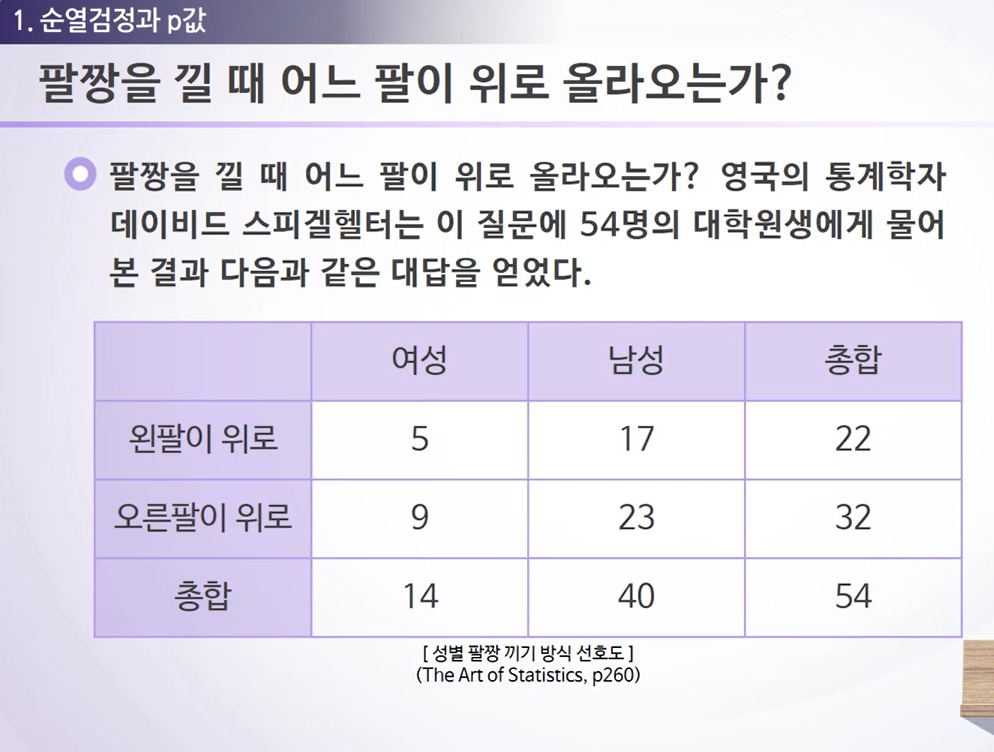 1. 순열검정과 p값
팔짱을 낄 때 어느 팔이 위로 올라오는가?
팔짱을 낄 때 어느 팔이 위로 올라오는가? 영국의 통계학자
데이비드 스피겔헬터는 이 질문에 54명의 대학원생에게 물어
본 결과 다음과 같은 대답을 얻었다.
여성 남성 총합
왼팔이 위로 5 17 22
오른팔이 위로 9 23 32
총합 14 40 54
[ 성별 팔짱 끼기 방식 선호도 ]
(The Art of Statistics, p260)